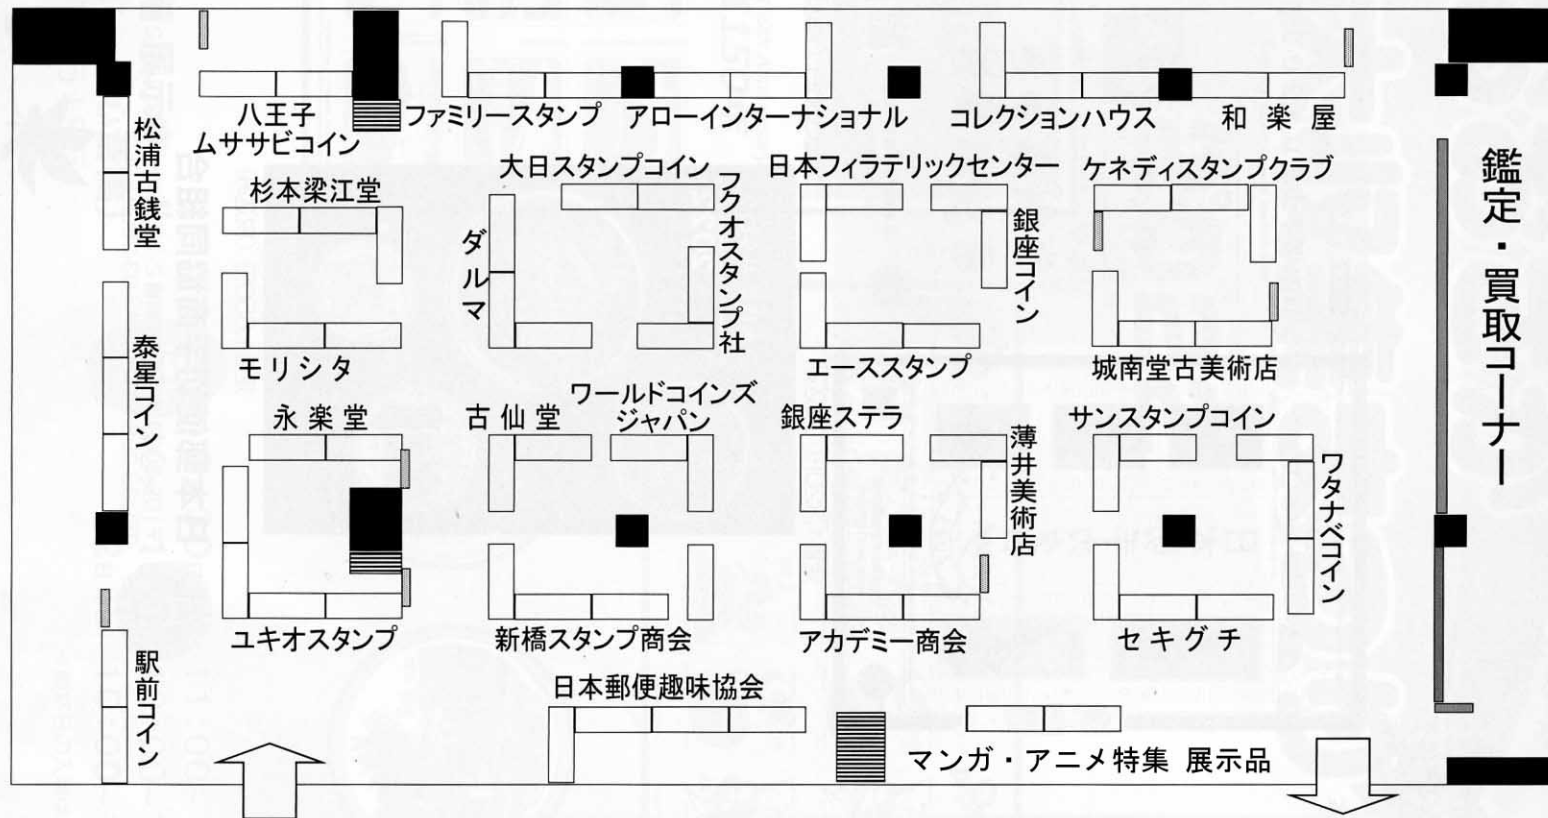 八王子
ムササビコイン
ファミリースタンプ
アローインターナショナル
コレクションハウス
和楽屋
松浦古銭堂
杉本梁江堂
大日スタンプコイン
フクオスタンプ社
日本フィラテリックセンター
ケネディスタンプクラブ
鑑定・買取コーナー
ダルマ
銀座コイン
泰星コイン
モリシタ
エーススタンプ
城南堂古美術店
永楽堂
古仙堂
ワールドコインズ
ジャパン
銀座ステラ
薄井美術店
サンスタンプコイン
ワタナベコイン
ユキオスタンプ
新橋スタンプ商会
アカデミー商会
セキグチ
駅前コイン
日本郵便趣味協会
マンガ・アニメ特集 展示品